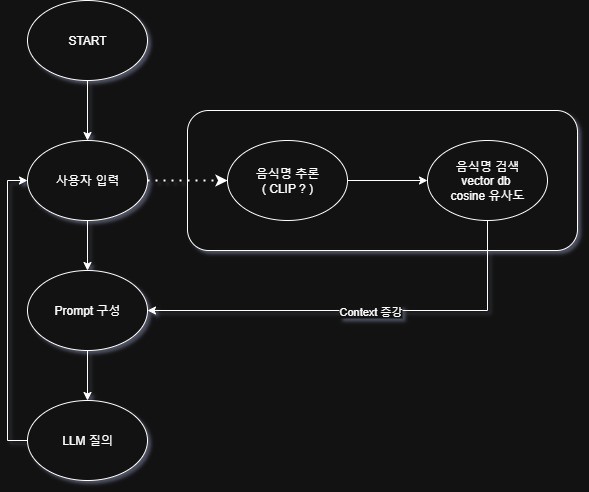 START
사용자 입력
음식명 추론
( CLIP ? )
음식명 검색
vector db
cosine 유사도
Prompt 구성
Context 증강
LLM 질의